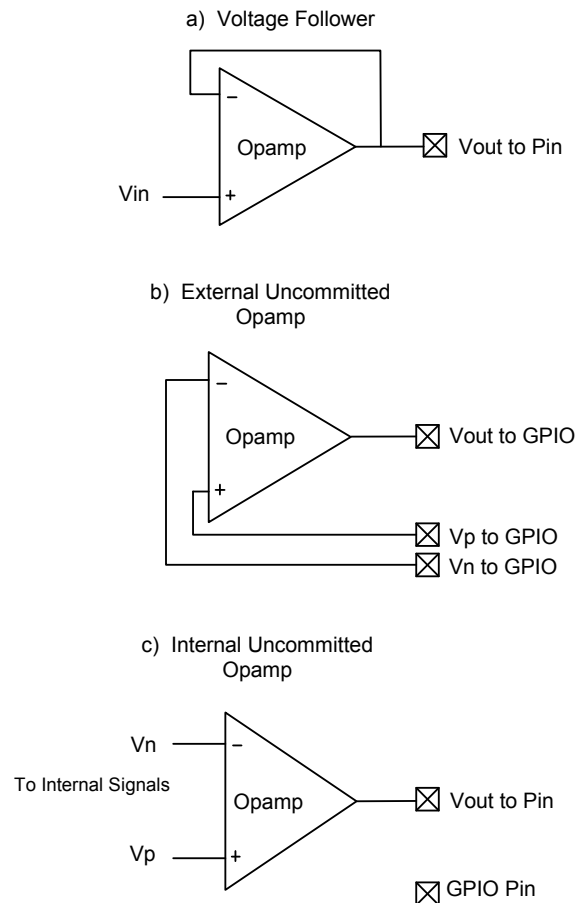 a) Voltage Follower
−
Opamp
Vout to Pin
Vin
+
b) External Uncommitted
Opamp
−
Opamp
Vout to GPIO
+
Vp to GPIO
Vn to GPIO
c) Internal Uncommitted
Opamp
Vn
−
To Internal Signals
Opamp
Vout to Pin
Vp
+
GPIO Pin